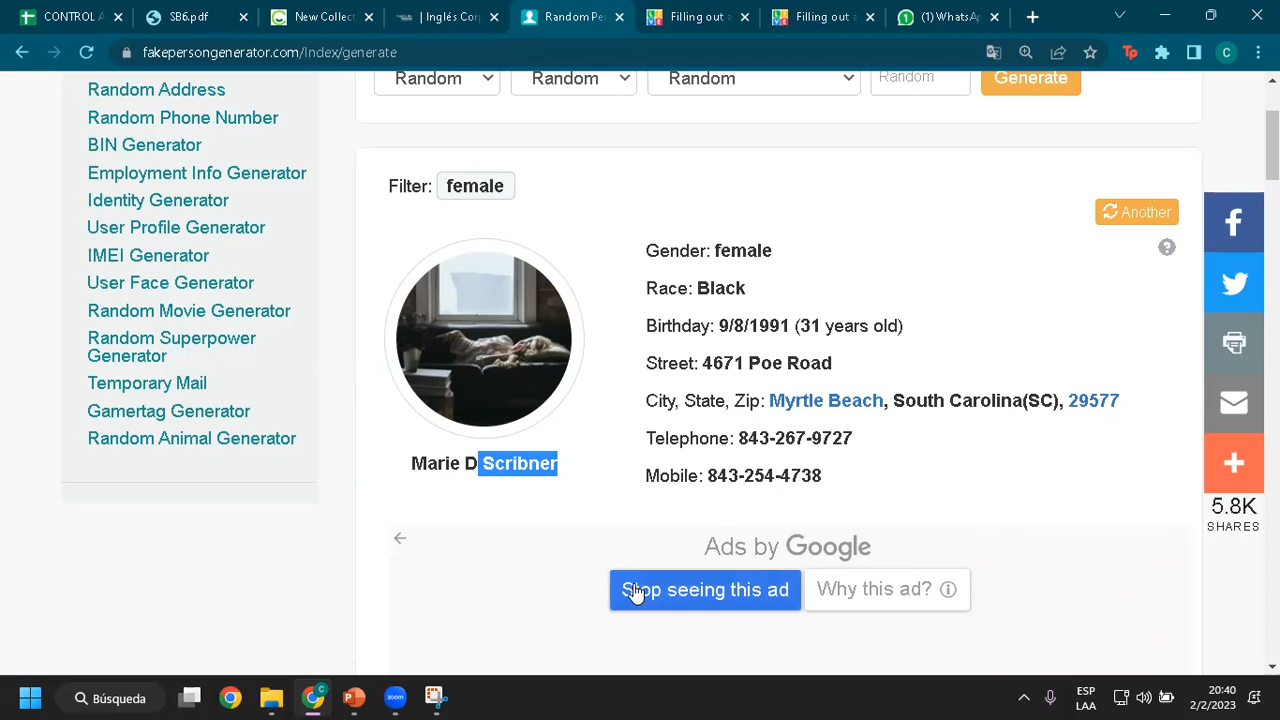 CONTROL A
SB6.pdf
New Collect
| Inglés Cor
Random Pe
Filling out a
Filling out a
(1) WhatsA
fakepersongenerator.com/Index/generate
Tp
C
Random
Random
Random
Random
Generate
Random Address
Random Phone Number
BIN Generator
Employment Info Generator
Identity Generator
User Profile Generator
IMEI Generator
User Face Generator
Random Movie Generator
Random Superpower
Generator
Temporary Mail
Gamertag Generator
Random Animal Generator
Filter: female
Another
Marie D Scribner
Gender: female
Race: Black
Birthday: 9/8/1991 (31 years old)
Street: 4671 Poe Road
City, State, Zip: Myrtle Beach, South Carolina(SC), 29577
Telephone: 843-267-9727
Mobile: 843-254-4738
5.8K
SHARES
Ads by Google
Stop seeing this ad
Why this ad?
Búsqueda
C
zoom
ESP
LAA
20:40
2/2/2023